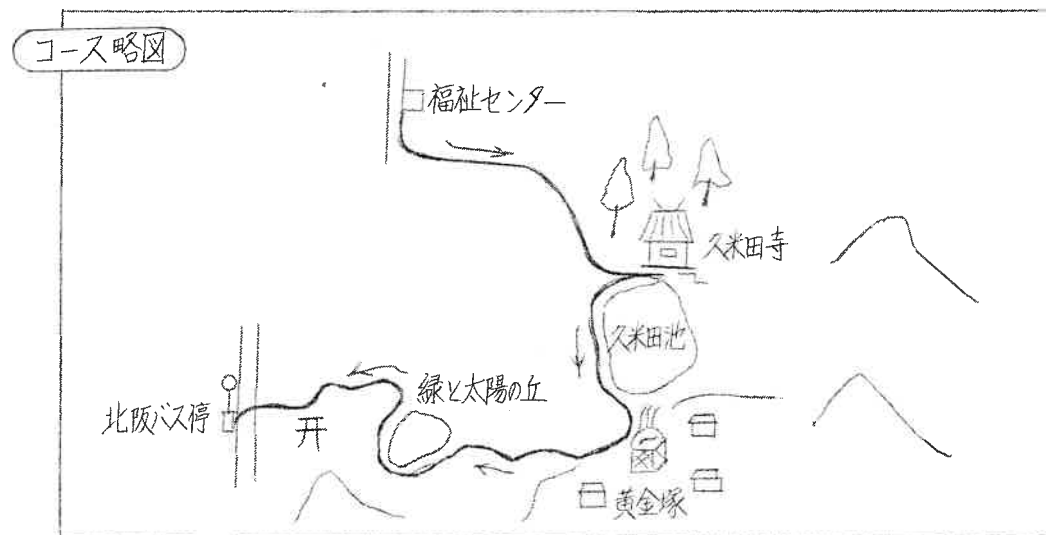 コース略図
福祉センター
久米田寺
久米田池
緑と太陽の丘
北阪バス停
黄金塚